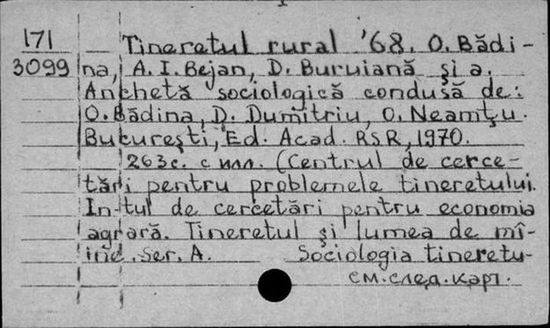 171 Tineretul rural '68. O. Bădi-
3099 na, A. I. Bejan, D. Buruiană şi a.
Anchetă sociologică condusă de:
O. Bădina, D. Dumitriu, O. Neamţu.
Bucureşti, Ed. Acad. RSR, 1970.
263c. с илл. (Centrul de cerce-
tări pentru problemele tineretului.
In-tul de cercetări pentru economia
agrară. Tineretul şi lumea de mî-
ine. Ser. A. Sociologia tineretu-
см. след. карт.